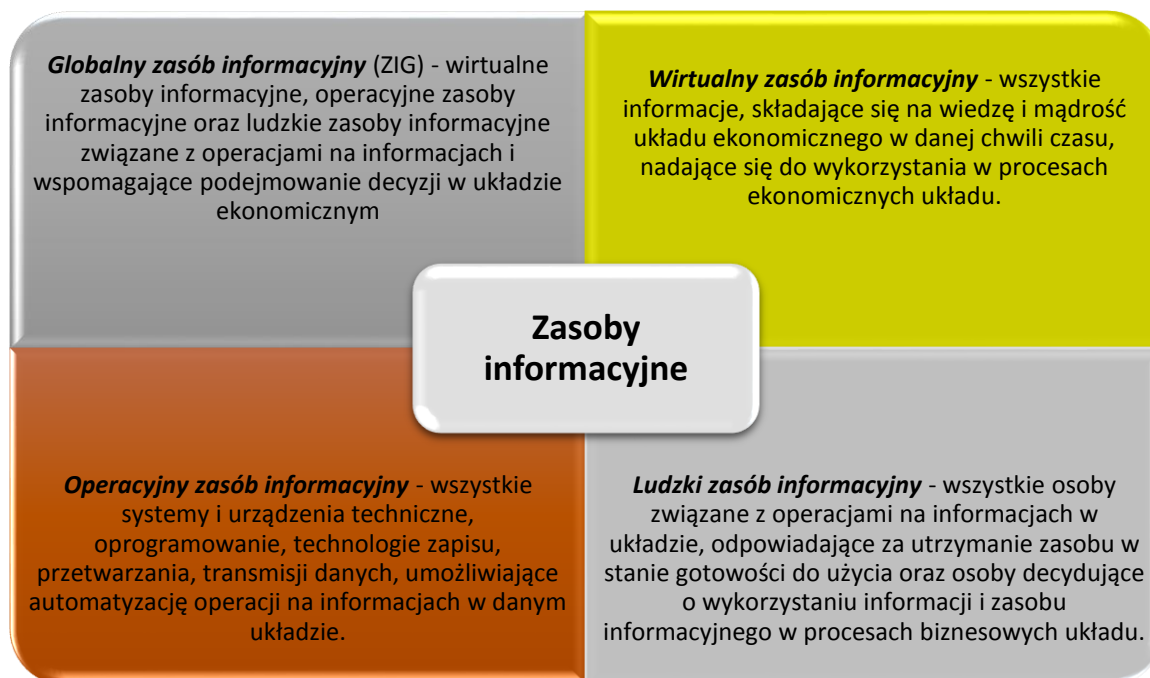 Globalny zasób informacyjny (ZIG) - wirtualne
zasoby informacyjne, operacyjne zasoby
informacyjne oraz ludzkie zasoby informacyjne
związane z operacjami na informacjach i
wspomagające podejmowanie decyzji w układzie
ekonomicznym
Wirtualny zasób informacyjny - wszystkie
informacje, składające się na wiedzę i mądrość
układu ekonomicznego w danej chwili czasu,
nadające się do wykorzystania w procesach
ekonomicznych układu.
Zasoby
informacyjne
Operacyjny zasób informacyjny - wszystkie
systemy i urządzenia techniczne,
oprogramowanie, technologie zapisu,
przetwarzania, transmisji danych, umożliwiające
automatyzację operacji na informacjach w danym
układzie.
Ludzki zasób informacyjny - wszystkie osoby
związane z operacjami na informacjach w
układzie, odpowiadające za utrzymanie zasobu w
stanie gotowości do użycia oraz osoby decydujące
o wykorzystaniu informacji i zasobu
informacyjnego w procesach biznesowych układu.